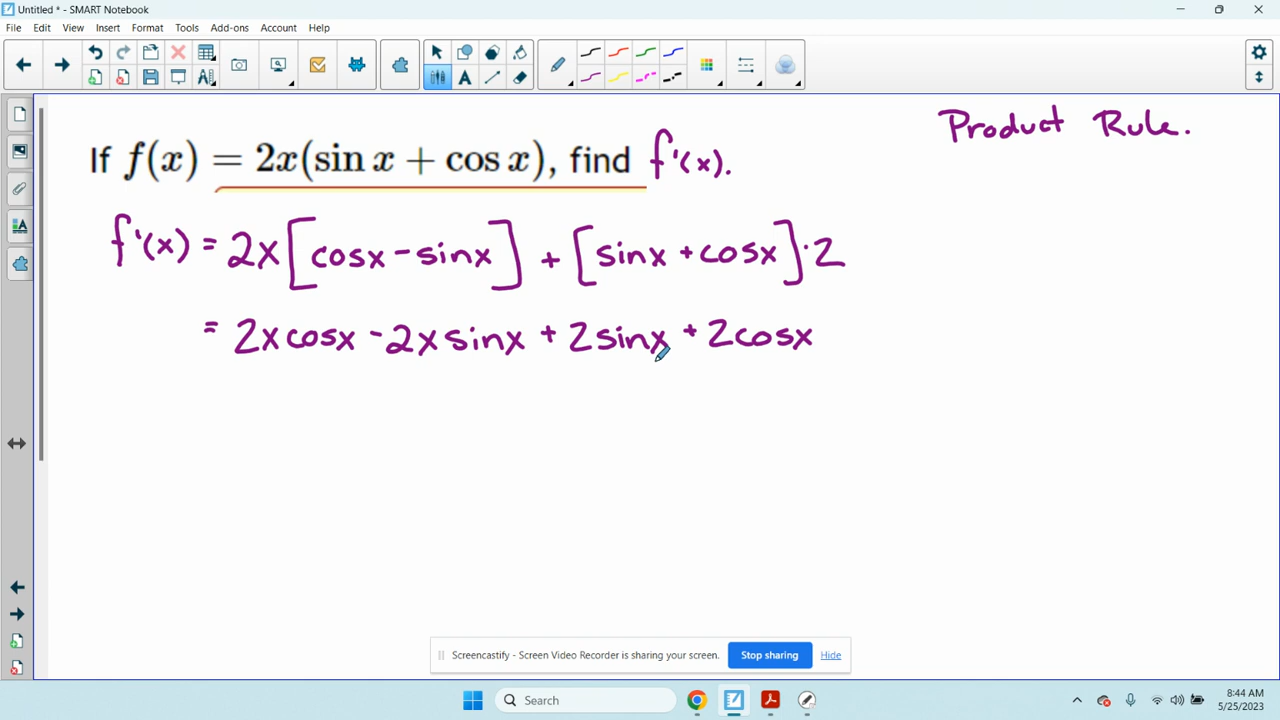 Untitled * - SMART Notebook
File Edit View Insert Format Tools Add-ons Account Help
Product Rule.
If f(x) = 2x(sin x + cos x), find f'(x).
f'(x) = 2x[cosx - sinx] + [sinx + cosx]·2
= 2xcosx - 2xsinx + 2sinx + 2cosx
Screencastify - Screen Video Recorder is sharing your screen. Stop sharing Hide
Search
8:44 AM
5/25/2023